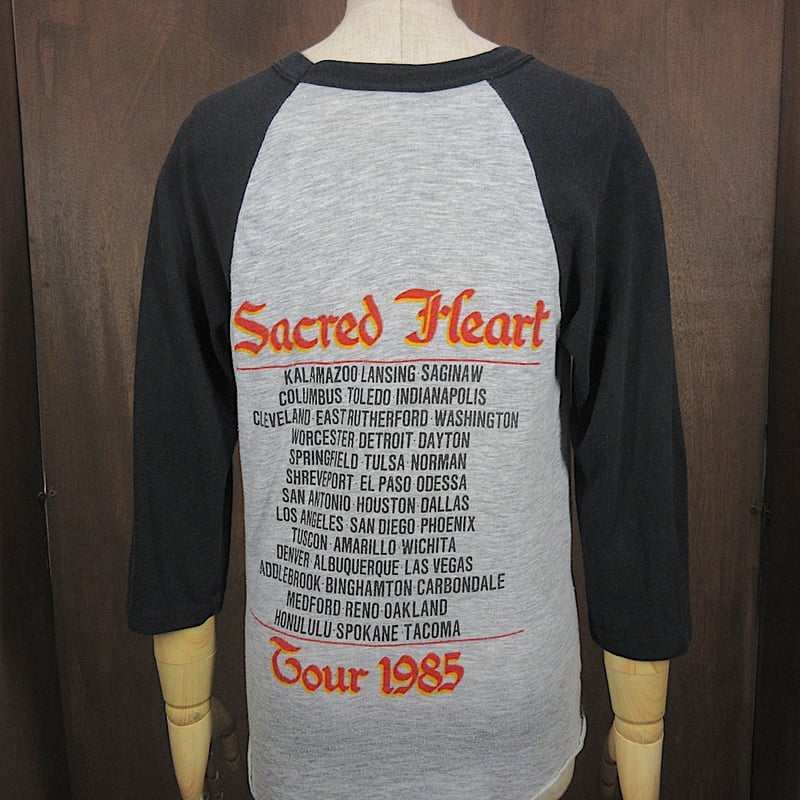 Sacred Heart
KALAMAZOO·LANSING·SAGINAW
COLUMBUS·TOLEDO·INDIANAPOLIS
CLEVELAND·EAST RUTHERFORD·WASHINGTON
WORCESTER·DETROIT·DAYTON
SPRINGFIELD·TULSA·NORMAN
SHREVEPORT·EL PASO·ODESSA
SAN ANTONIO·HOUSTON·DALLAS
LOS ANGELES·SAN DIEGO·PHOENIX
TUSCON·AMARILLO·WICHITA
DENVER·ALBUQUERQUE·LAS VEGAS
ADDLEBROOK·BINGHAMTON·CARBONDALE
MEDFORD·RENO·OAKLAND
HONULULU·SPOKANE·TACOMA
Tour 1985